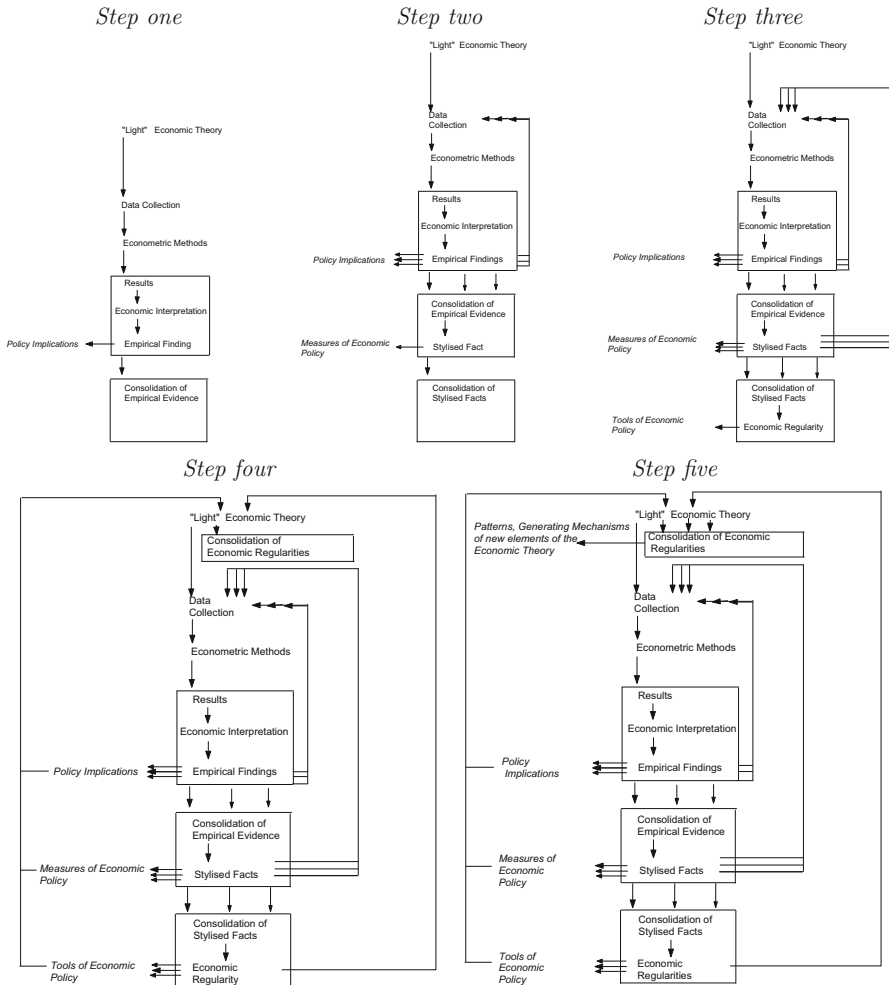 Step one
"Light" Economic Theory
Data Collection
Econometric Methods
Results
Economic Interpretation
Policy Implications
Empirical Finding
Consolidation of
Empirical Evidence
Step two
"Light" Economic Theory
Data
Collection
Econometric Methods
Results
Economic Interpretation
Policy Implications
Empirical Findings
Consolidation of
Empirical Evidence
Measures of Economic
Policy
Stylised Fact
Consolidation of
Stylised Facts
Step three
"Light" Economic Theory
Data
Collection
Econometric Methods
Results
Economic Interpretation
Policy Implications
Empirical Findings
Consolidation of
Empirical Evidence
Measures of Economic
Policy
Stylised Facts
Consolidation of
Stylised Facts
Tools of Economic
Policy
Economic Regularity
Step four
"Light" Economic Theory
Consolidation of
Economic Regularities
Data
Collection
Econometric Methods
Results
Economic Interpretation
Policy Implications
Empirical Findings
Consolidation of
Empirical Evidence
Measures of Economic
Policy
Stylised Facts
Consolidation of
Stylised Facts
Tools of Economic
Policy
Economic
Regularity
Step five
"Light" Economic Theory
Patterns, Generating Mechanisms
of new elements of the
Economic Theory
Consolidation of Economic
Regularities
Data
Collection
Econometric Methods
Results
Economic Interpretation
Policy
Implications
Empirical Findings
Consolidation of
Empirical Evidence
Measures of
Economic
Policy
Stylised Facts
Consolidation of
Stylised Facts
Tools of
Economic
Policy
Economic
Regularities